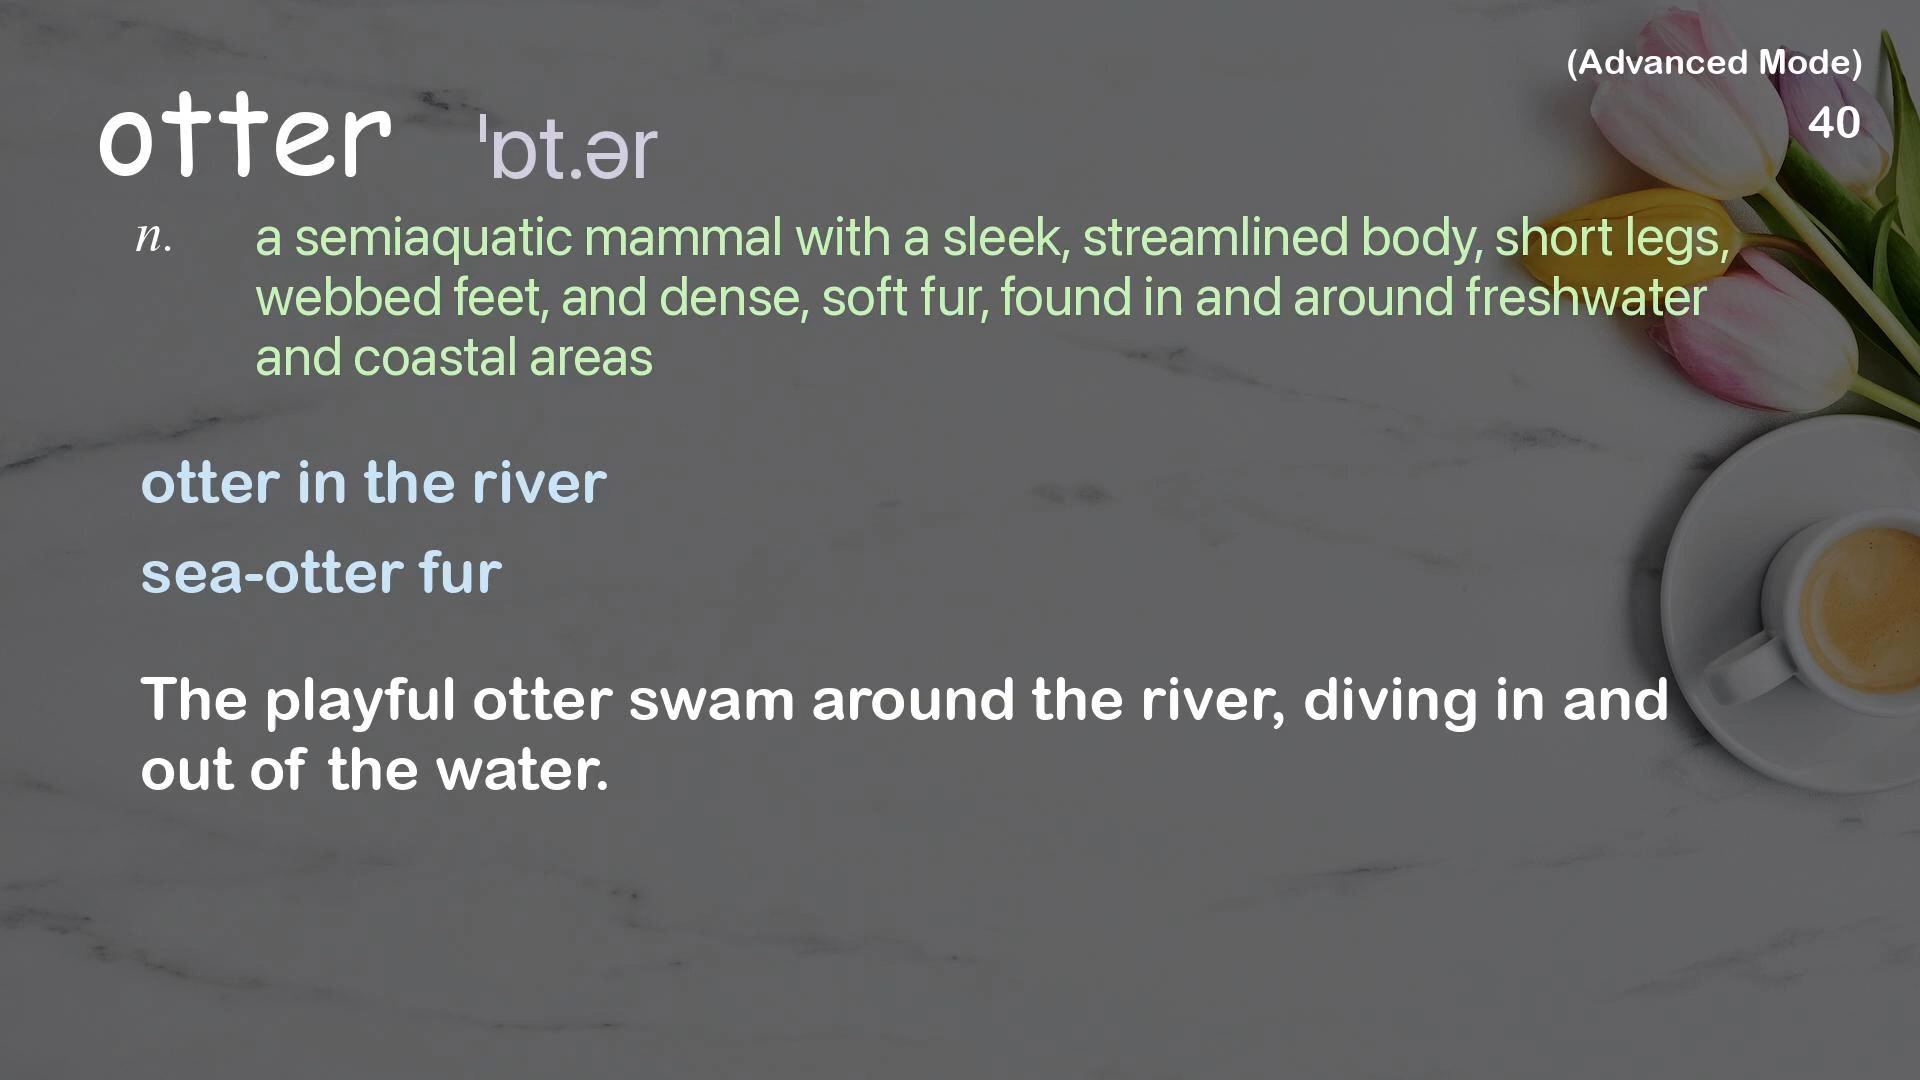 (Advanced Mode)
40
otter ˈɒt.ər
n. a semiaquatic mammal with a sleek, streamlined body, short legs,
webbed feet, and dense, soft fur, found in and around freshwater
and coastal areas
otter in the river
sea-otter fur
The playful otter swam around the river, diving in and
out of the water.